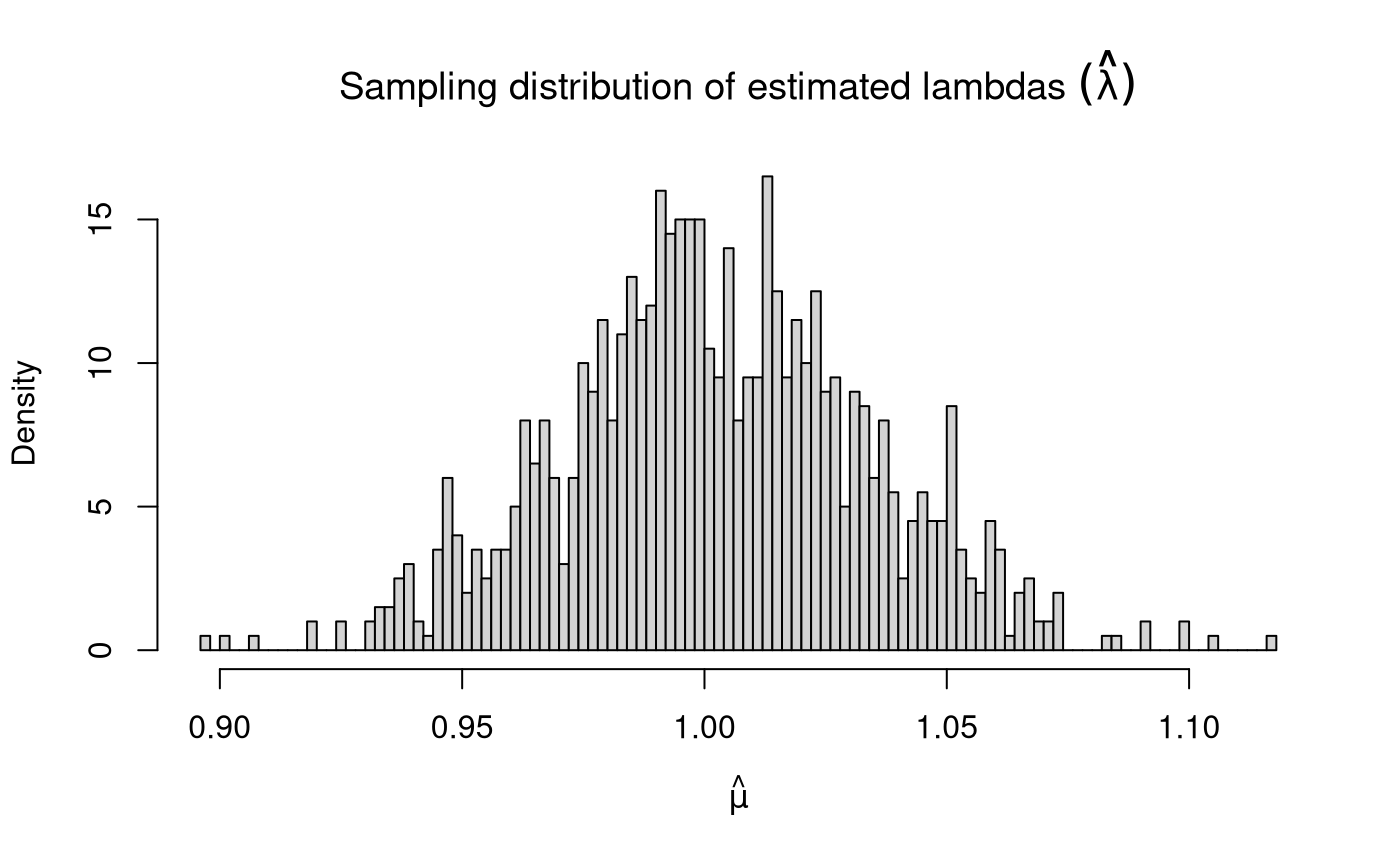 Sampling distribution of estimated lambdas (λ̂)
Density
15
10
5
0
0.90 0.95 1.00 1.05 1.10
μ̂